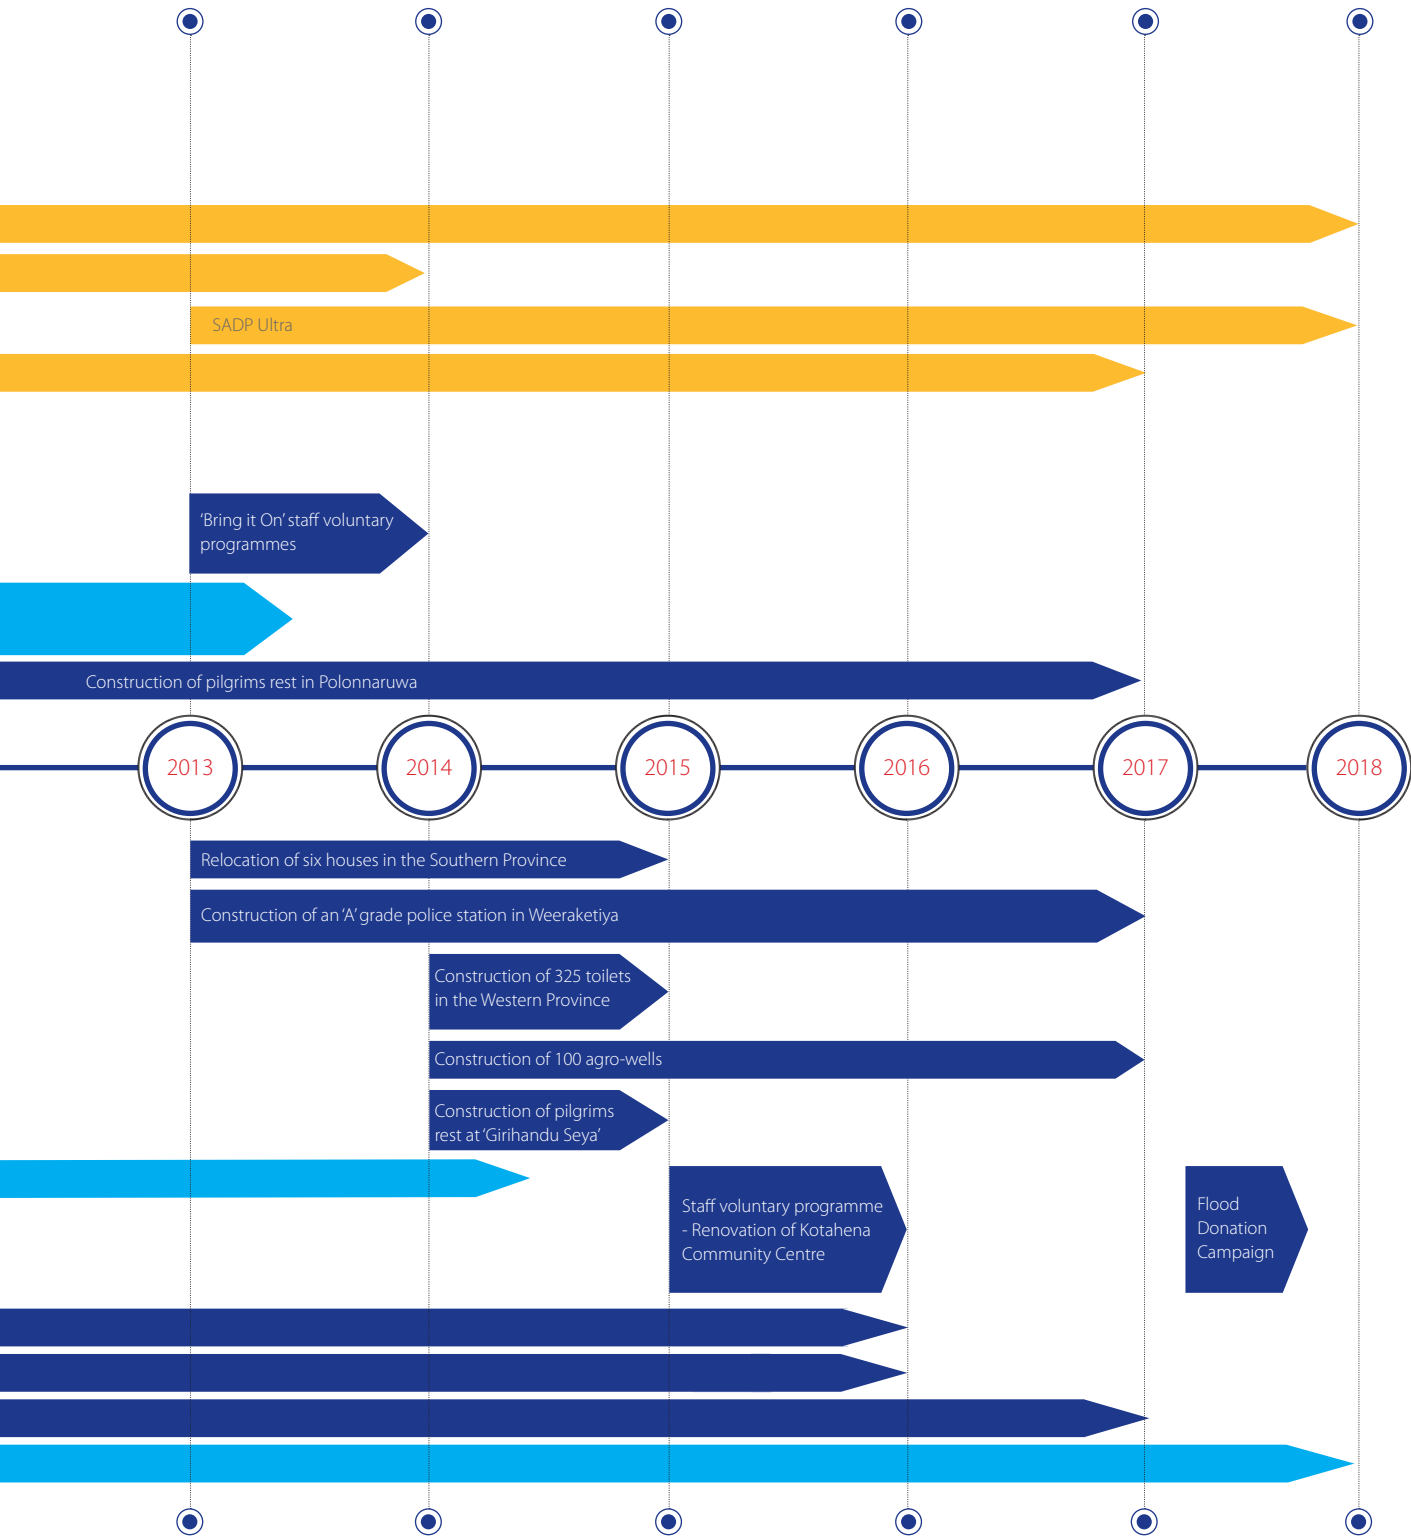 SADP Ultra
‘Bring it On’ staff voluntary
programmes
Construction of pilgrims rest in Polonnaruwa
2013
2014
2015
2016
2017
2018
Relocation of six houses in the Southern Province
Construction of an ‘A’ grade police station in Weeraketiya
Construction of 325 toilets
in the Western Province
Construction of 100 agro-wells
Construction of pilgrims
rest at ‘Girihandu Seya’
Staff voluntary programme
- Renovation of Kotahena
Community Centre
Flood
Donation
Campaign